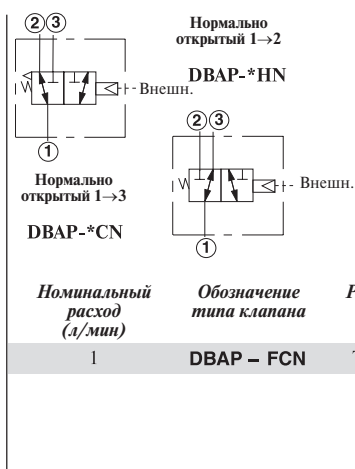 ② ③
Нормально
открытый 1→2
DBAP-*HN
Внешн.
①
② ③
Нормально
открытый 1→3
Внешн.
DBAP-*CN
①
Номинальный
расход
(л/мин)
Обозначение
типа клапана
1
DBAP – FCN